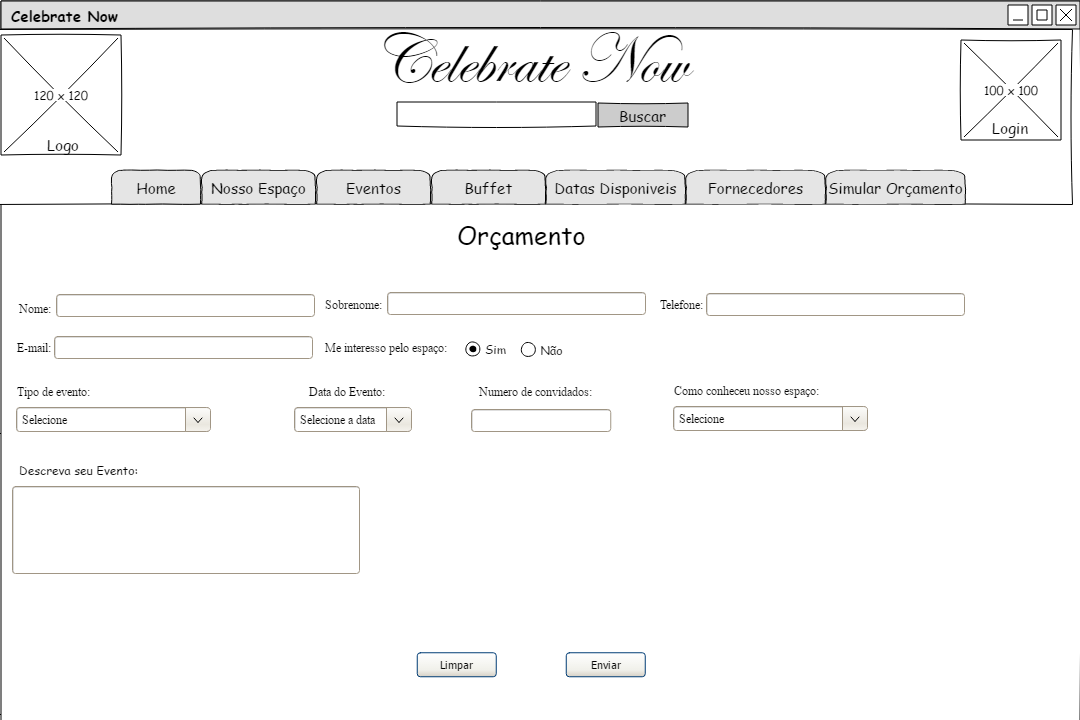 Celebrate Now
Celebrate Now
120 x 120
Logo
100 x 100
Login
Buscar
Home Nosso Espaço Eventos Buffet Datas Disponiveis Fornecedores Simular Orçamento
Orçamento
Nome: Sobrenome: Telefone:
E-mail: Me interesso pelo espaço: Sim Não
Tipo de evento: Data do Evento: Numero de convidados: Como conheceu nosso espaço:
Selecione Selecione a data Selecione
Descreva seu Evento:
Limpar Enviar